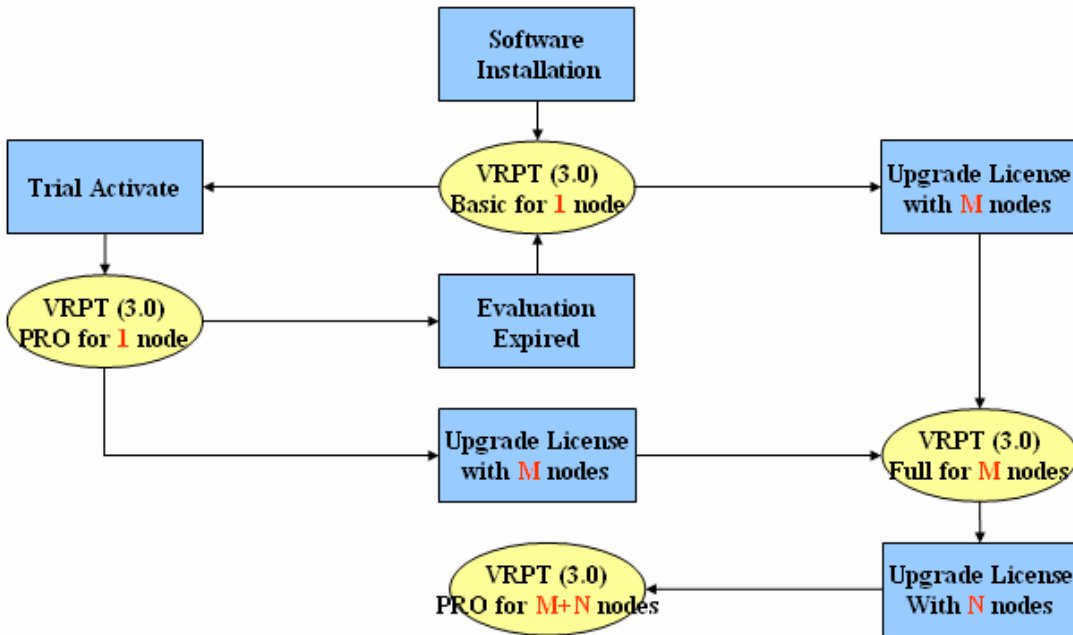 Software
Installation
Trial Activate
VRPT (3.0)
Basic for 1 node
Upgrade License
with M nodes
VRPT (3.0)
PRO for 1 node
Evaluation
Expired
Upgrade License
with M nodes
VRPT (3.0)
Full for M nodes
VRPT (3.0)
PRO for M+N nodes
Upgrade License
With N nodes